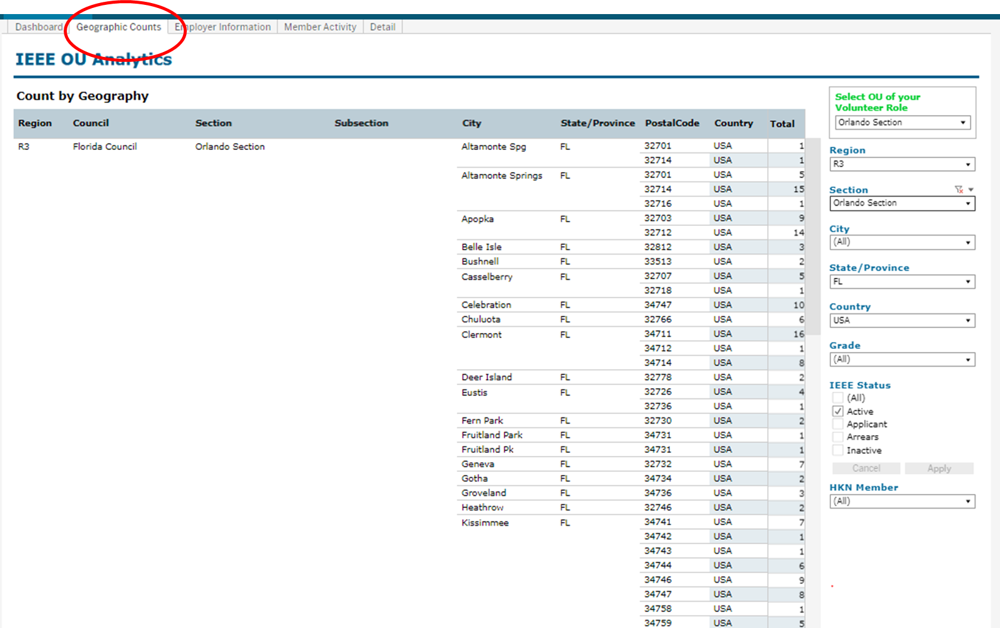 Dashboard Geographic Counts Employer Information Member Activity Detail
IEEE OU Analytics
Count by Geography
Region Council Section Subsection City State/Province PostalCode Country Total
R3 Florida Council Orlando Section Altamonte Spg FL 32701 USA 1
32714 USA 1
Altamonte Springs FL 32701 USA 5
32714 USA 15
32716 USA 1
Apopka FL 32703 USA 9
32712 USA 14
Belle Isle FL 32812 USA 3
Bushnell FL 33513 USA 2
Casselberry FL 32707 USA 5
32718 USA 1
Celebration FL 34747 USA 10
Chuluota FL 32766 USA 6
Clermont FL 34711 USA 16
34712 USA 1
34714 USA 8
Deer Island FL 32778 USA 2
Eustis FL 32726 USA 4
32736 USA 1
Fern Park FL 32730 USA 2
Fruitland Park FL 34731 USA 1
Fruitland Pk FL 34731 USA 1
Geneva FL 32732 USA 7
Gotha FL 34734 USA 2
Groveland FL 34736 USA 3
Heathrow FL 32746 USA 2
Kissimmee FL 34741 USA 7
34742 USA 1
34743 USA 1
34744 USA 6
34746 USA 9
34747 USA 8
34758 USA 1
34759 USA 5
Select OU of your
Volunteer Role
Orlando Section
Region
R3
Section
Orlando Section
City
(All)
State/Province
FL
Country
USA
Grade
(All)
IEEE Status
(All)
Active
Applicant
Arrears
Inactive
Cancel Apply
HKN Member
(All)